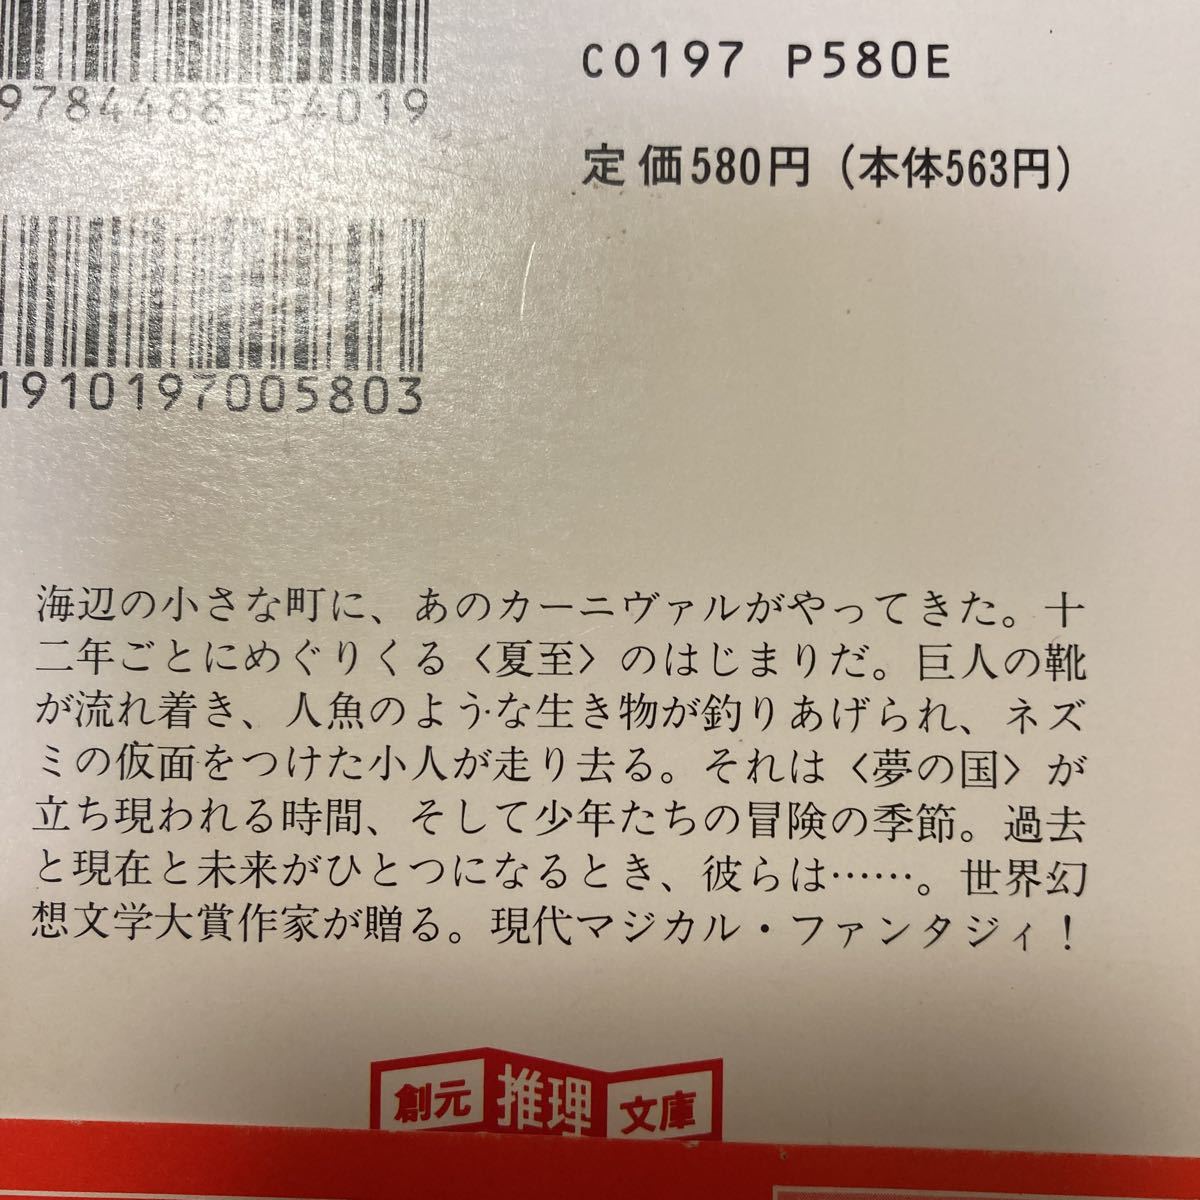 9784488554019
C0197 P580E
定価580円（本体563円）
1910197005803
海辺の小さな町に、あのカーニヴァルがやってきた。十
二年ごとにめぐりくる〈夏至〉のはじまりだ。巨人の靴
が流れ着き、人魚のような生き物が釣りあげられ、ネズ
ミの仮面をつけた小人が走り去る。それは〈夢の国〉が
立ち現われる時間、そして少年たちの冒険の季節。過去
と現在と未来がひとつになるとき、彼らは……。世界幻
想文学大賞作家が贈る。現代マジカル・ファンタジィ！
創元推理文庫